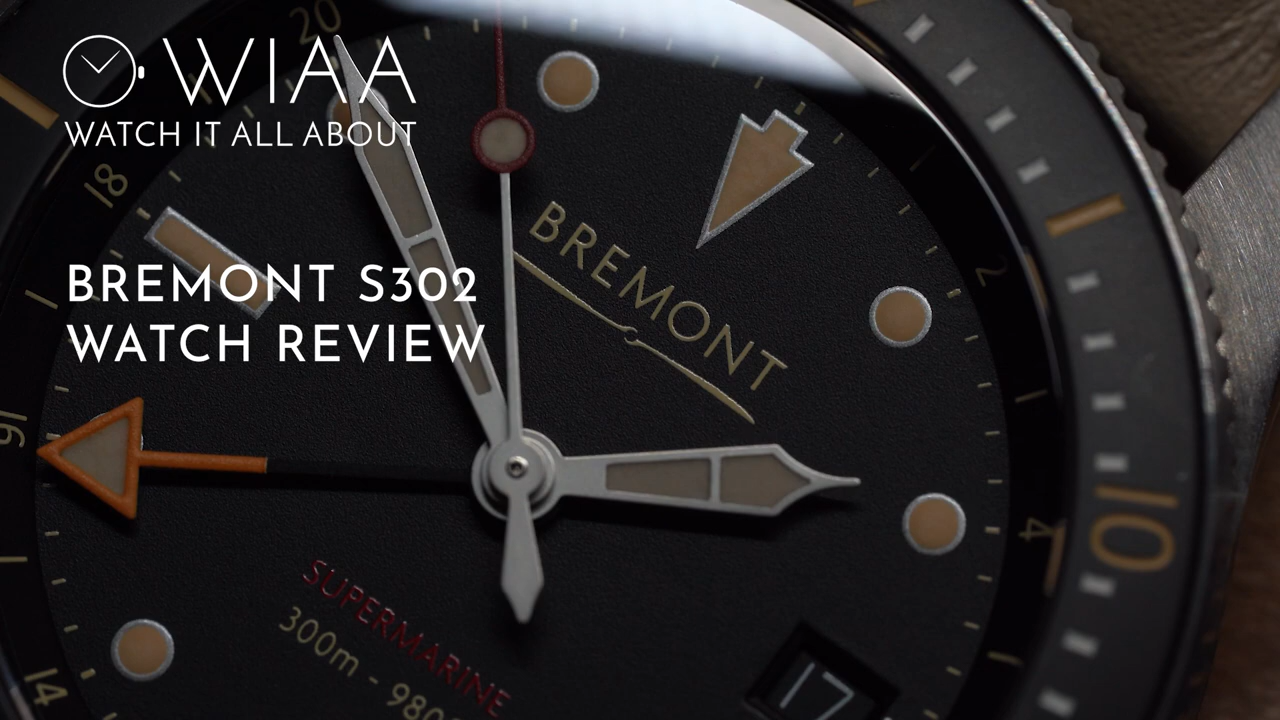 WIAA
WATCH IT ALL ABOUT
BREMONT S302
WATCH REVIEW
20
18
16
14
2
4
10
BREMONT
SUPERMARINE
300m - 980
17